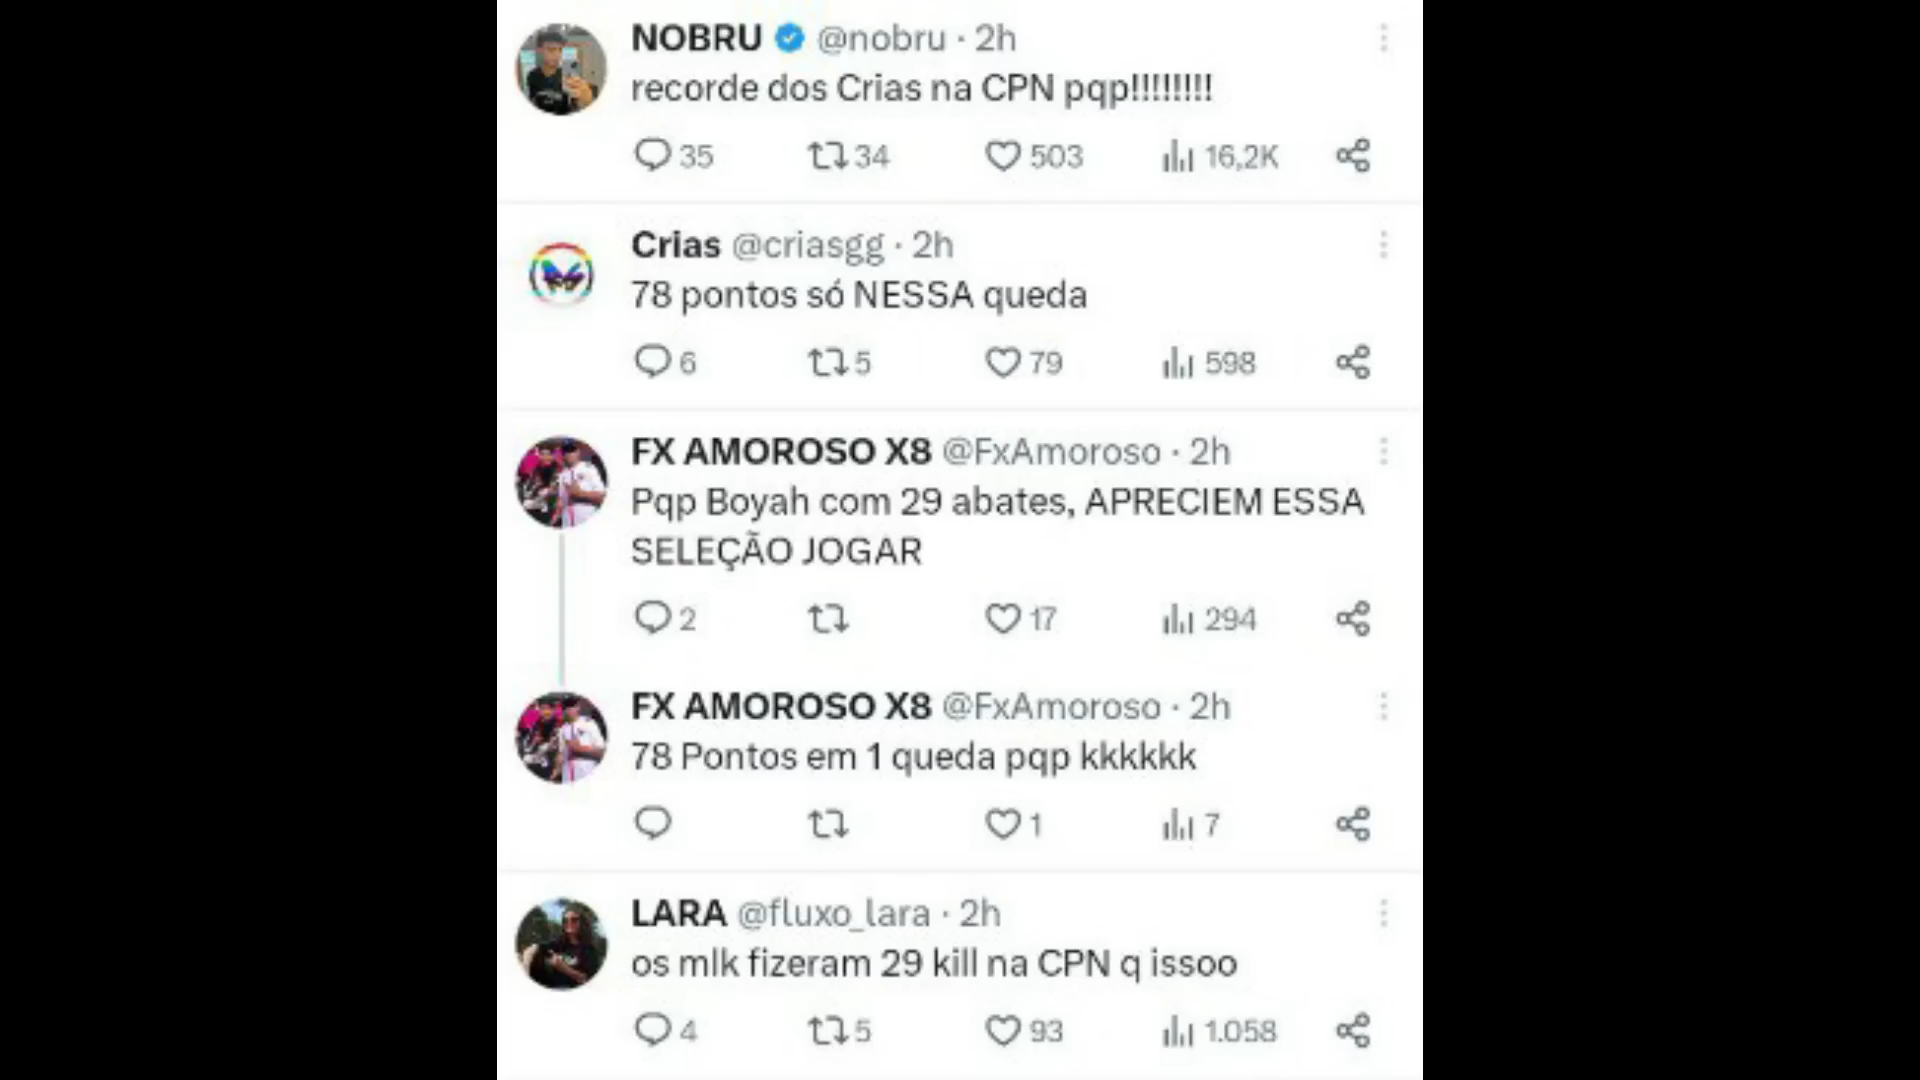 NOBRU @nobru · 2h
recorde dos Crias na CPN pqp!!!!!!!!
35 34 503 16,2K
Crias @criasgg · 2h
78 pontos só NESSA queda
6 5 79 598
FX AMOROSO X8 @FxAmoroso · 2h
Pqp Boyah com 29 abates, APRECIEM ESSA
SELEÇÃO JOGAR
2 17 294
FX AMOROSO X8 @FxAmoroso · 2h
78 Pontos em 1 queda pqp kkkkkk
1 7
LARA @fluxo_lara · 2h
os mlk fizeram 29 kill na CPN q issoo
4 5 93 1.058